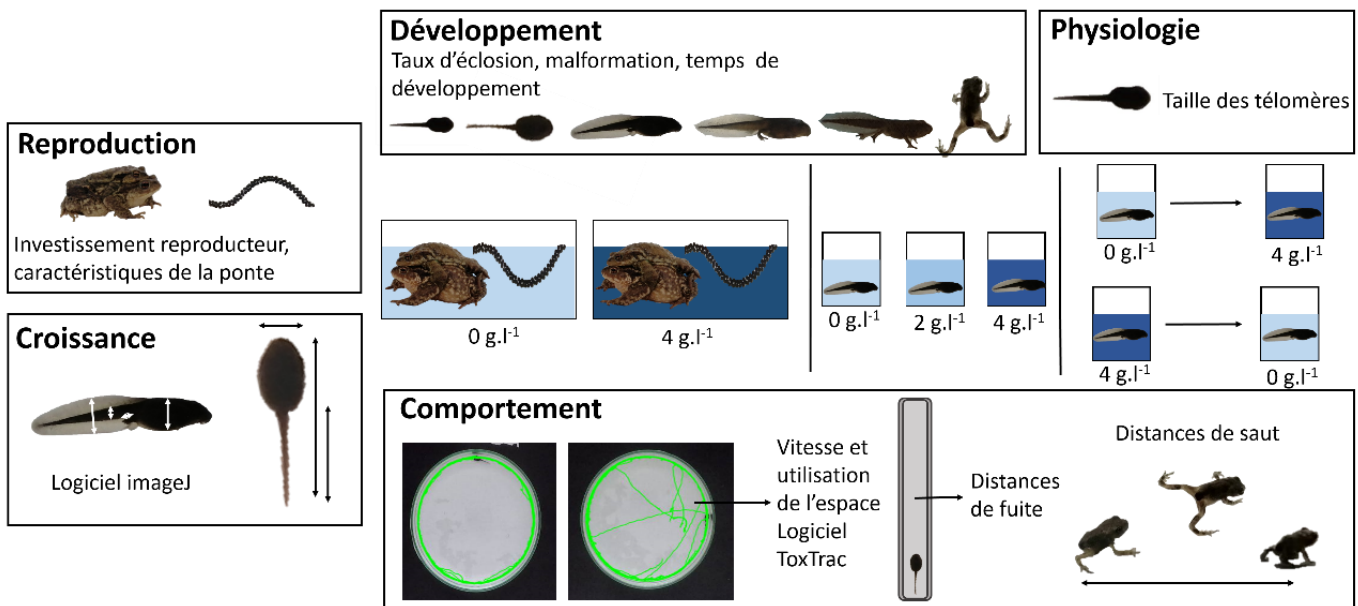 Développement
Taux d'éclosion, malformation, temps de
développement
Physiologie
Taille des télomères
Reproduction
Investissement reproducteur,
caractéristiques de la ponte
0 g.l-1
4 g.l-1
0 g.l-1
2 g.l-1
4 g.l-1
0 g.l-1
4 g.l-1
4 g.l-1
0 g.l-1
Croissance
Logiciel imageJ
Comportement
Vitesse et
utilisation
de l'espace
Logiciel
ToxTrac
Distances
de fuite
Distances de saut